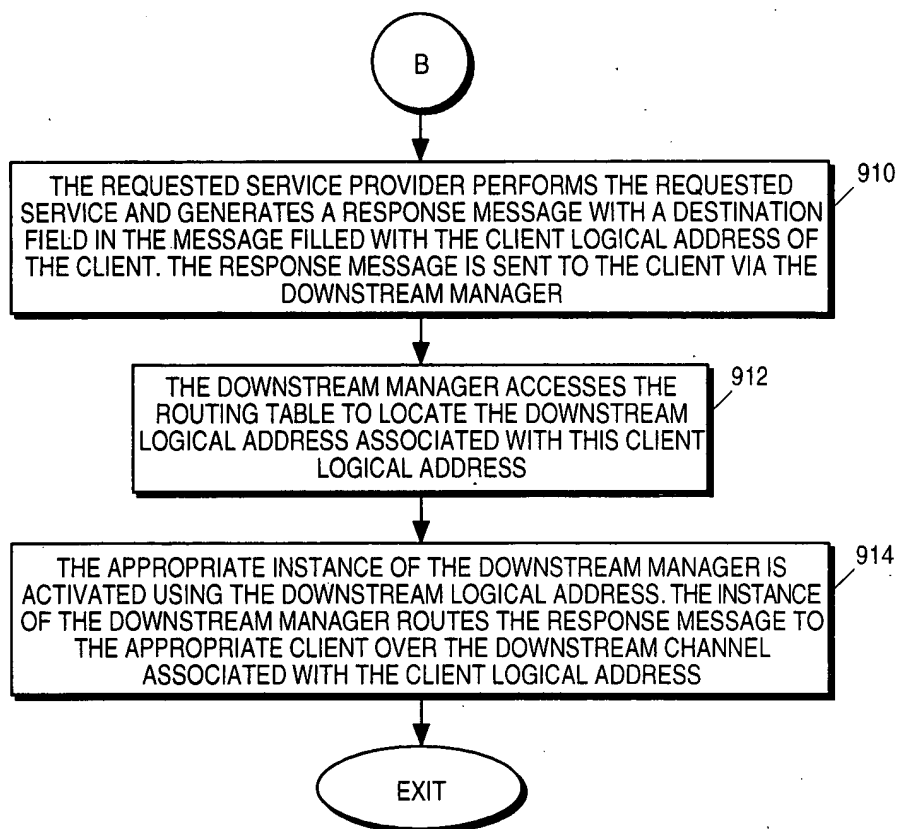 B
910
THE REQUESTED SERVICE PROVIDER PERFORMS THE REQUESTED
SERVICE AND GENERATES A RESPONSE MESSAGE WITH A DESTINATION
FIELD IN THE MESSAGE FILLED WITH THE CLIENT LOGICAL ADDRESS OF
THE CLIENT. THE RESPONSE MESSAGE IS SENT TO THE CLIENT VIA THE
DOWNSTREAM MANAGER
912
THE DOWNSTREAM MANAGER ACCESSES THE
ROUTING TABLE TO LOCATE THE DOWNSTREAM
LOGICAL ADDRESS ASSOCIATED WITH THIS CLIENT
LOGICAL ADDRESS
914
THE APPROPRIATE INSTANCE OF THE DOWNSTREAM MANAGER IS
ACTIVATED USING THE DOWNSTREAM LOGICAL ADDRESS. THE INSTANCE
OF THE DOWNSTREAM MANAGER ROUTES THE RESPONSE MESSAGE TO
THE APPROPRIATE CLIENT OVER THE DOWNSTREAM CHANNEL
ASSOCIATED WITH THE CLIENT LOGICAL ADDRESS
EXIT